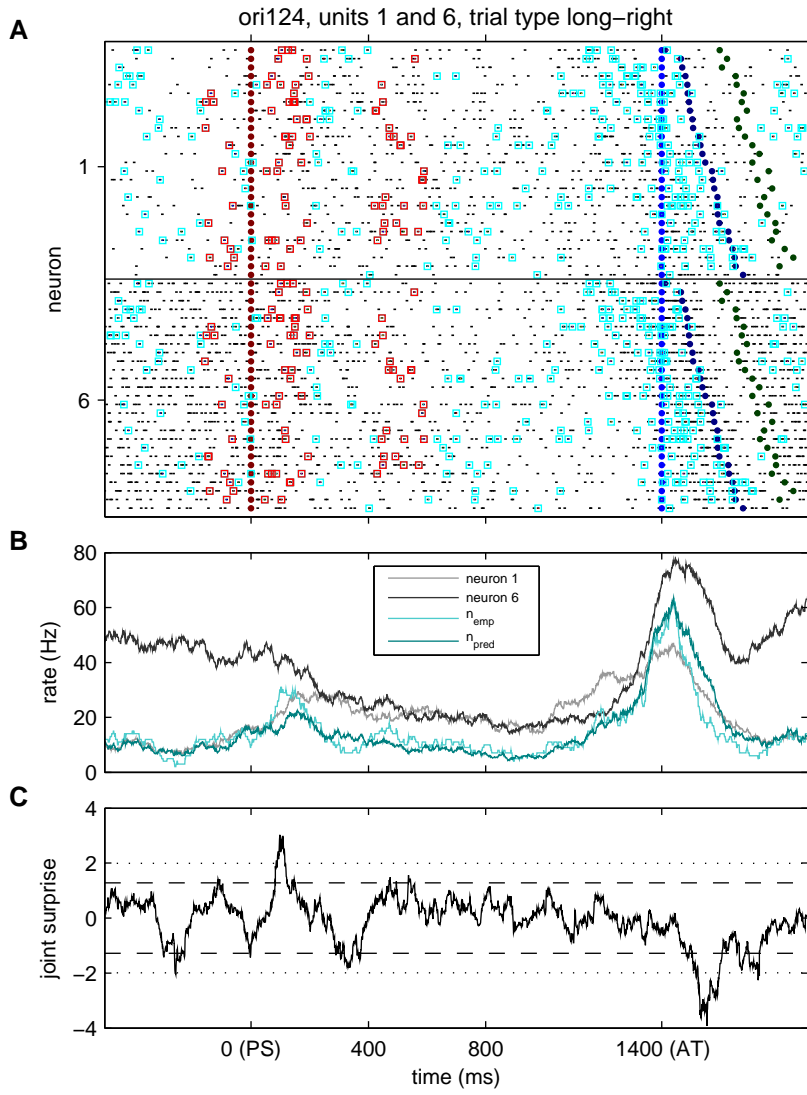 ori124, units 1 and 6, trial type long−right
A
neuron
1
6
B
rate (Hz)
80
60
40
20
0
neuron 1
neuron 6
n_emp
n_pred
C
joint surprise
4
2
0
−2
−4
0 (PS) 400 800 1400 (AT)
time (ms)